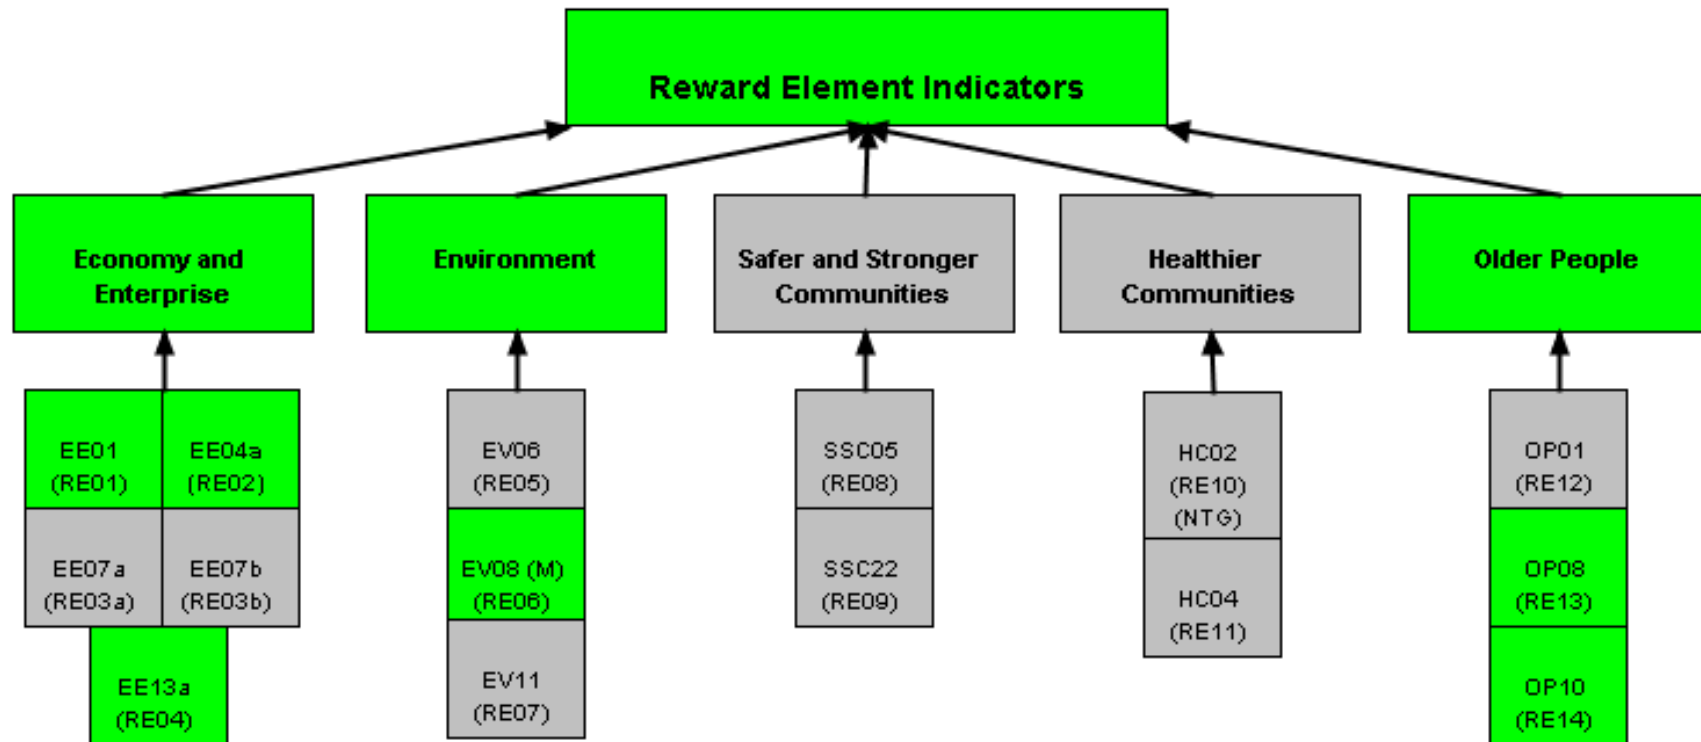 Reward Element Indicators
Economy and
Enterprise
Environment
Safer and Stronger
Communities
Healthier
Communities
Older People
EE01
(RE01)
EE04a
(RE02)
EE07a
(RE03a)
EE07b
(RE03b)
EE13a
(RE04)
EV06
(RE05)
EV08 (M)
(RE06)
EV11
(RE07)
SSC05
(RE08)
SSC22
(RE09)
HC02
(RE10)
(NTG)
HC04
(RE11)
OP01
(RE12)
OP08
(RE13)
OP10
(RE14)